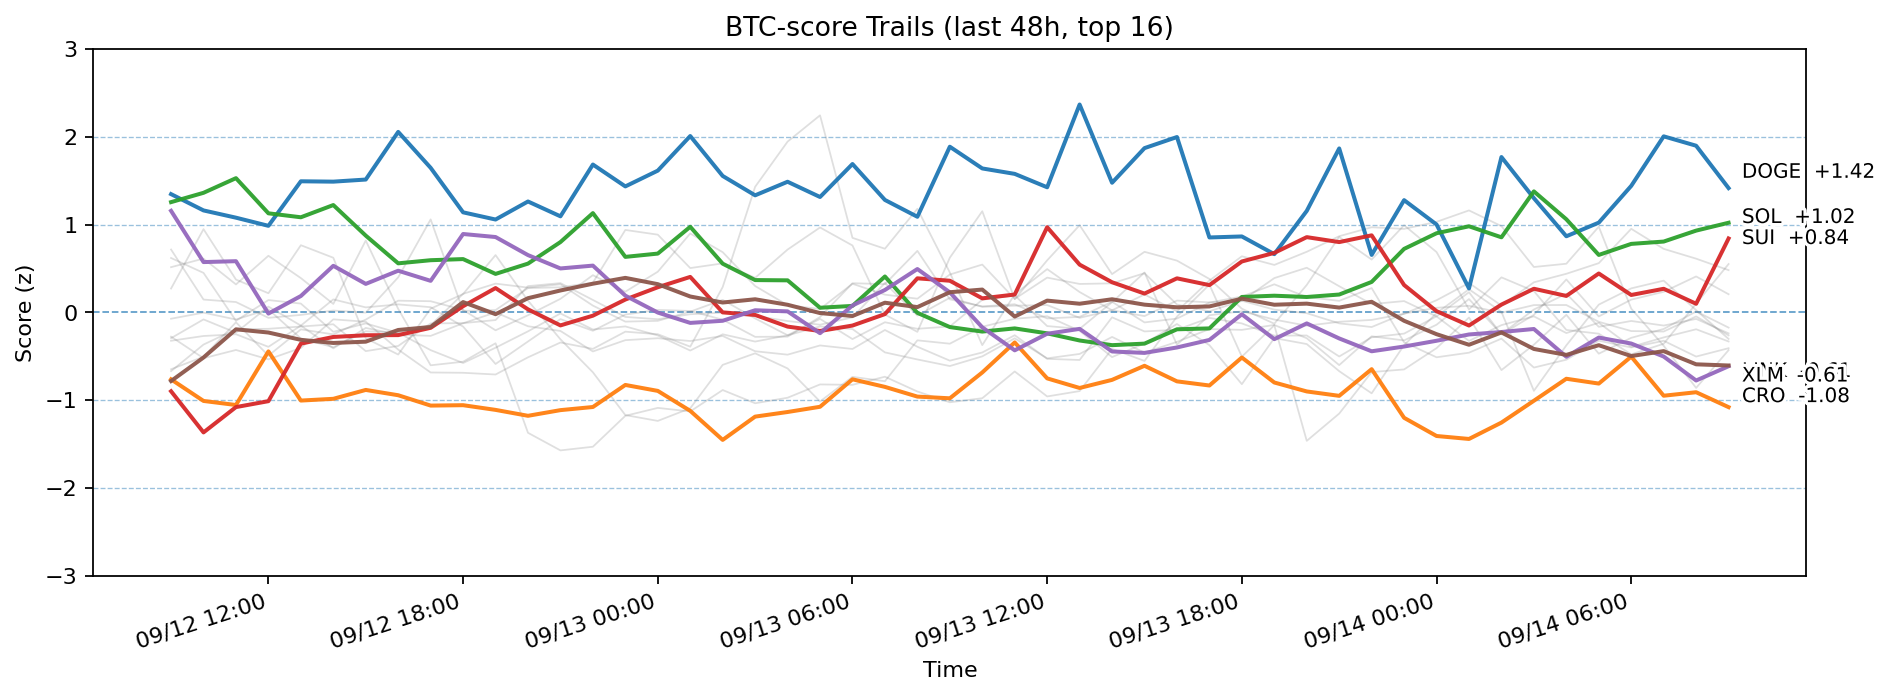 BTC-score Trails (last 48h, top 16)
3
2
1
0
−1
−2
−3
Score (z)
DOGE +1.42
SOL +1.02
SUI +0.84
XLM -0.61
CRO -1.08
09/12 12:00
09/12 18:00
09/13 00:00
09/13 06:00
09/13 12:00
09/13 18:00
09/14 00:00
09/14 06:00
Time